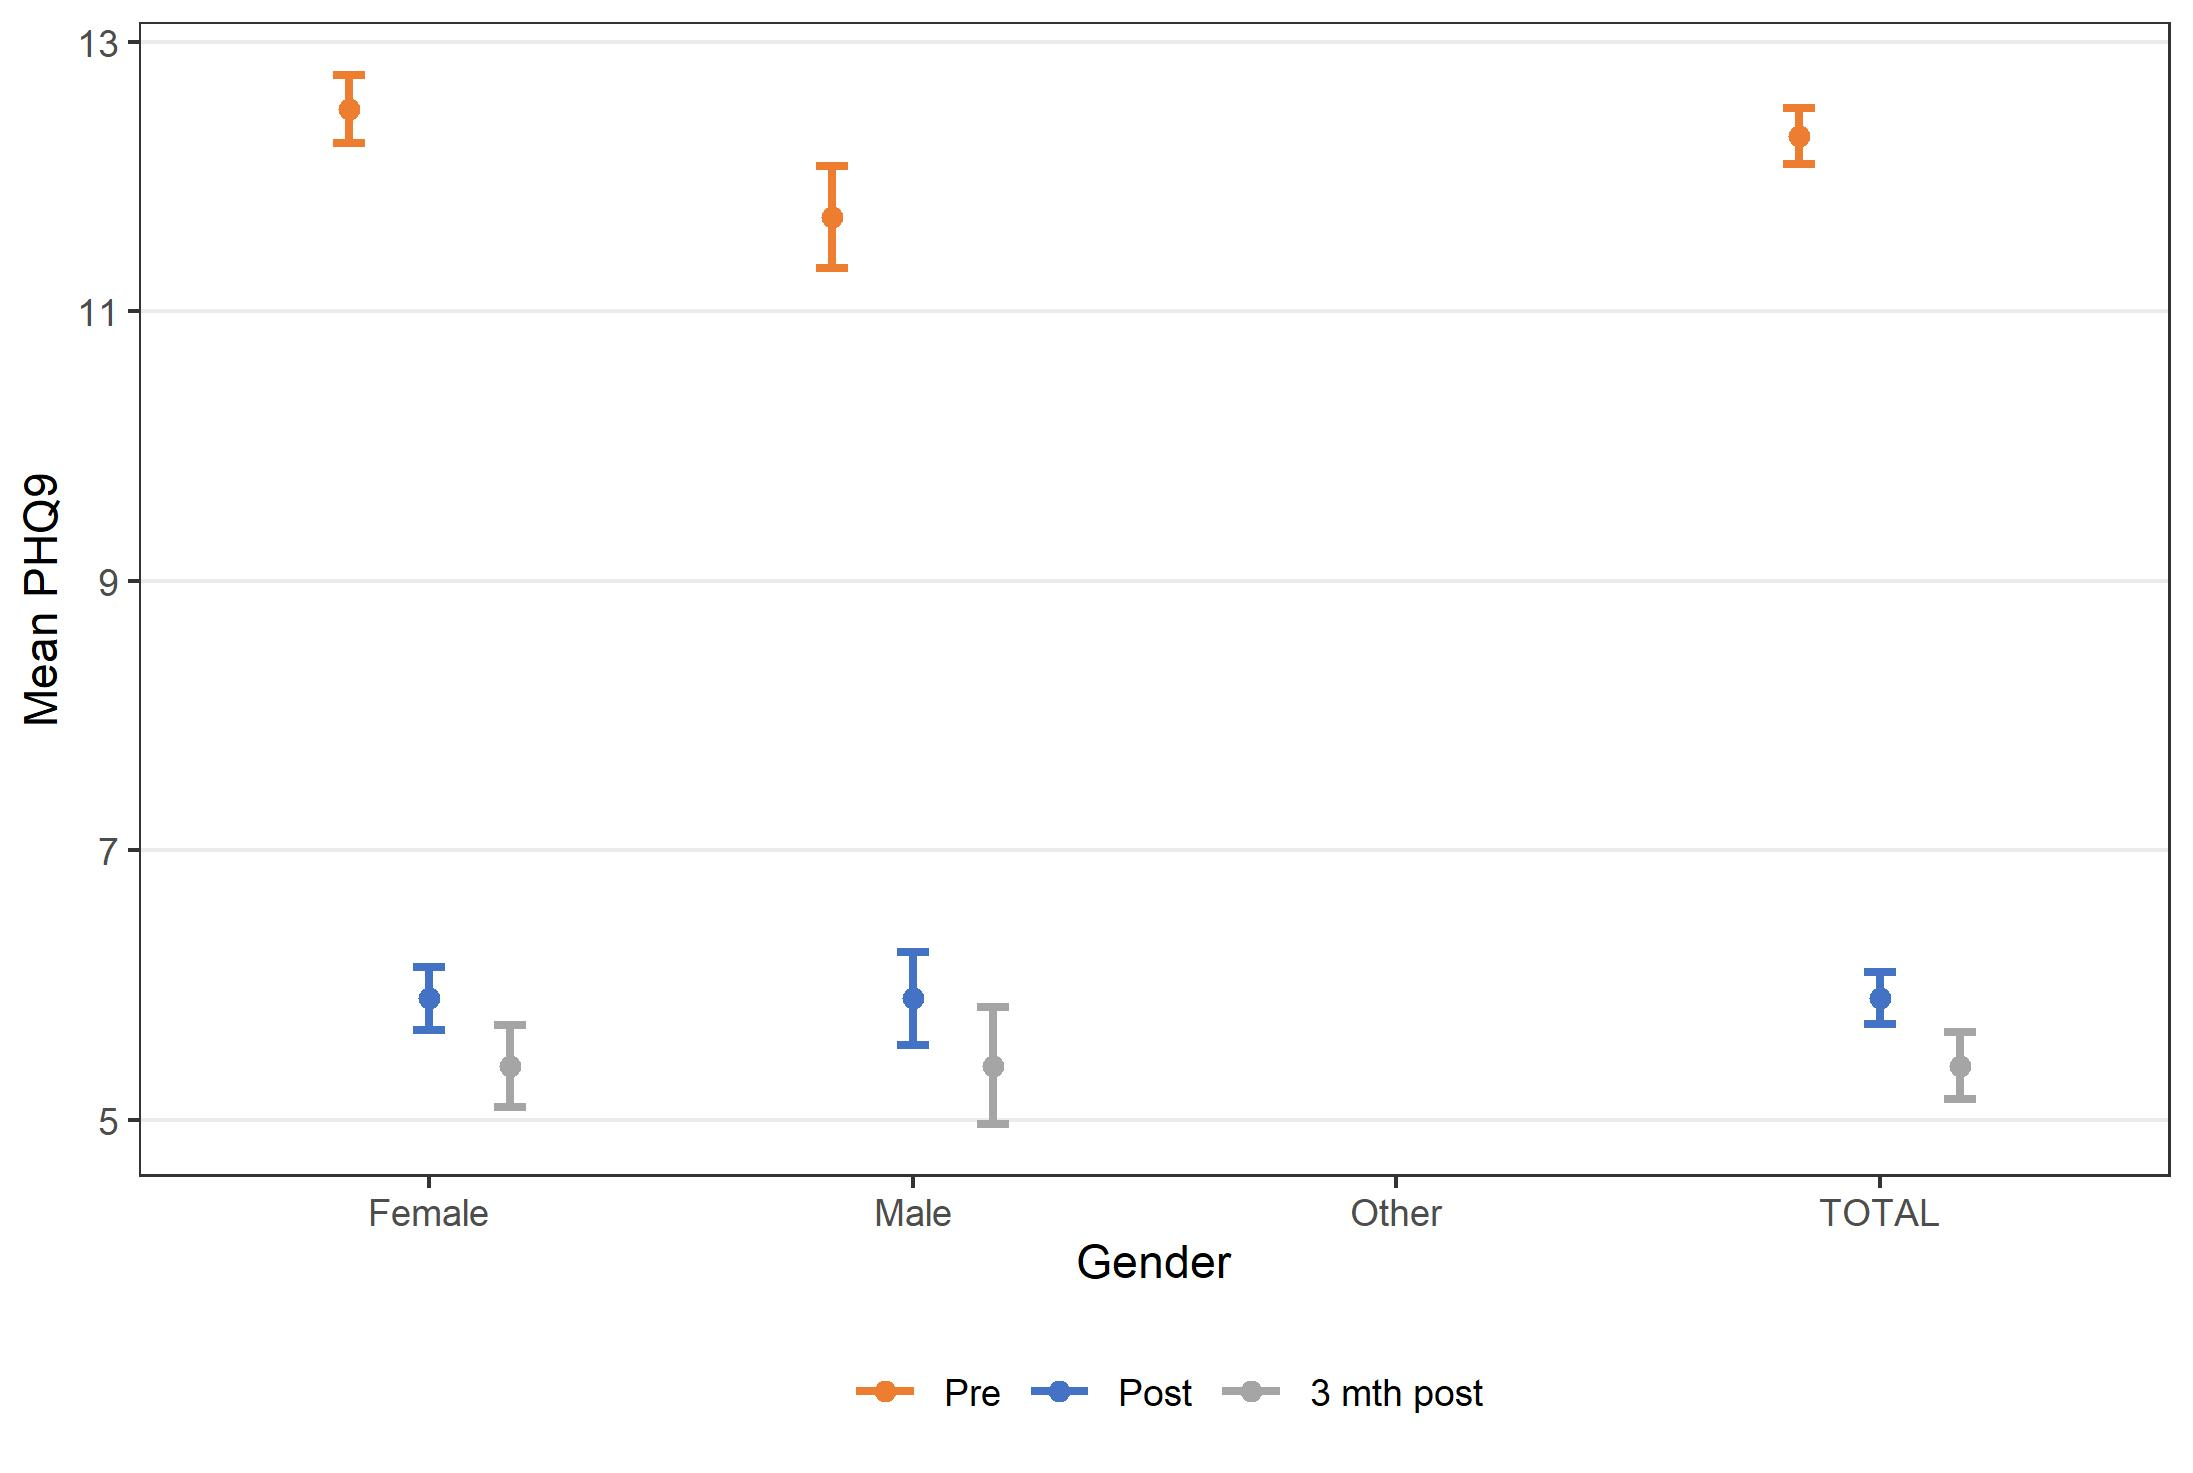 13
11
9
7
5
Mean PHQ9
Female Male Other TOTAL
Gender
Pre Post 3 mth post